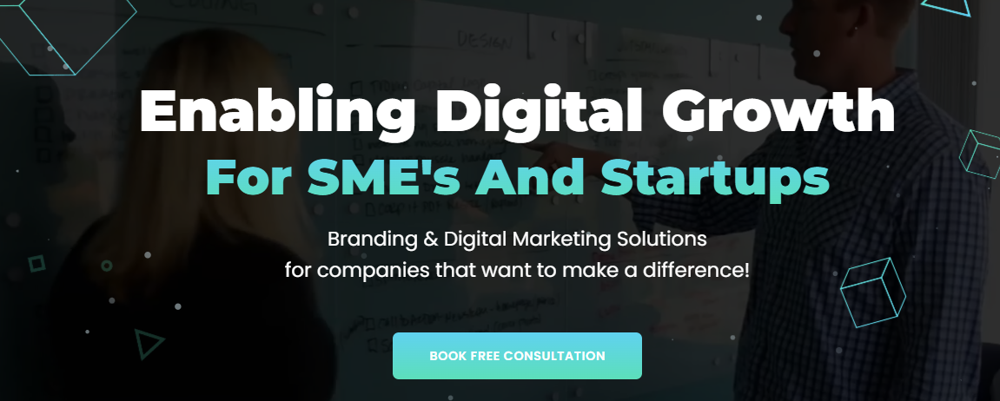 DESIGN
Enabling Digital Growth
For SME's And Startups
Branding & Digital Marketing Solutions
for companies that want to make a difference!
BOOK FREE CONSULTATION